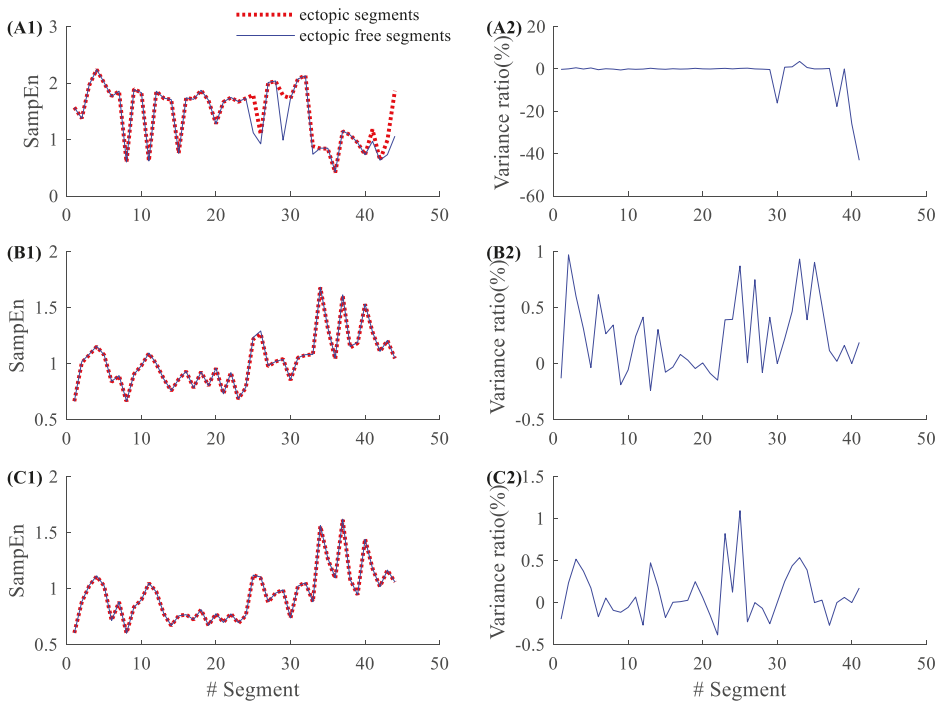 ectopic segments
ectopic free segments
(A1)
3
2
1
0
SampEn
0 10 20 30 40 50
(A2)
20
0
-20
-40
-60
Variance ratio(%)
0 10 20 30 40 50
(B1)
2
1.5
1
0.5
SampEn
0 10 20 30 40 50
(B2)
1
0.5
0
-0.5
Variance ratio(%)
0 10 20 30 40 50
(C1)
2
1.5
1
0.5
SampEn
0 10 20 30 40 50
# Segment
(C2)
1.5
1
0.5
0
-0.5
Variance ratio(%)
0 10 20 30 40 50
# Segment